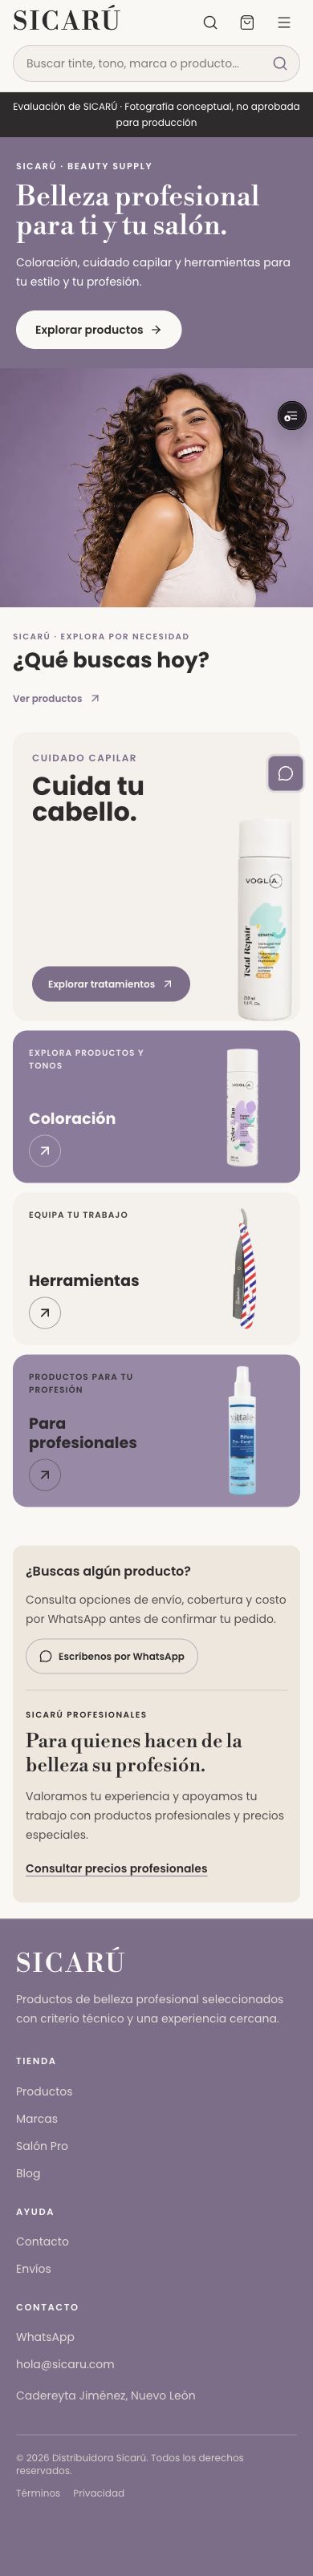 SICARÚ
Buscar tinte, tono, marca o producto...
Evaluación de SICARÚ · Fotografía conceptual, no aprobada
para producción
SICARÚ · BEAUTY SUPPLY
Belleza profesional
para ti y tu salón.
Coloración, cuidado capilar y herramientas para
tu estilo y tu profesión.
Explorar productos
SICARÚ · EXPLORA POR NECESIDAD
¿Qué buscas hoy?
Ver productos
CUIDADO CAPILAR
Cuida tu
cabello.
VOGLIA
Total Repair
Explorar tratamientos
EXPLORA PRODUCTOS Y
TONOS
Coloración
VOGLIA
EQUIPA TU TRABAJO
Herramientas
PRODUCTOS PARA TU
PROFESIÓN
Para
profesionales
¿Buscas algún producto?
Consulta opciones de envío, cobertura y costo
por WhatsApp antes de confirmar tu pedido.
Escríbenos por WhatsApp
SICARÚ PROFESIONALES
Para quienes hacen de la
belleza su profesión.
Valoramos tu experiencia y apoyamos tu
trabajo con productos profesionales y precios
especiales.
Consultar precios profesionales
SICARÚ
Productos de belleza profesional seleccionados
con criterio técnico y una experiencia cercana.
TIENDA
Productos
Marcas
Salón Pro
Blog
AYUDA
Contacto
Envíos
CONTACTO
WhatsApp
hola@sicaru.com
Cadereyta Jiménez, Nuevo León
© 2026 Distribuidora Sicarú. Todos los derechos
reservados.
Términos Privacidad